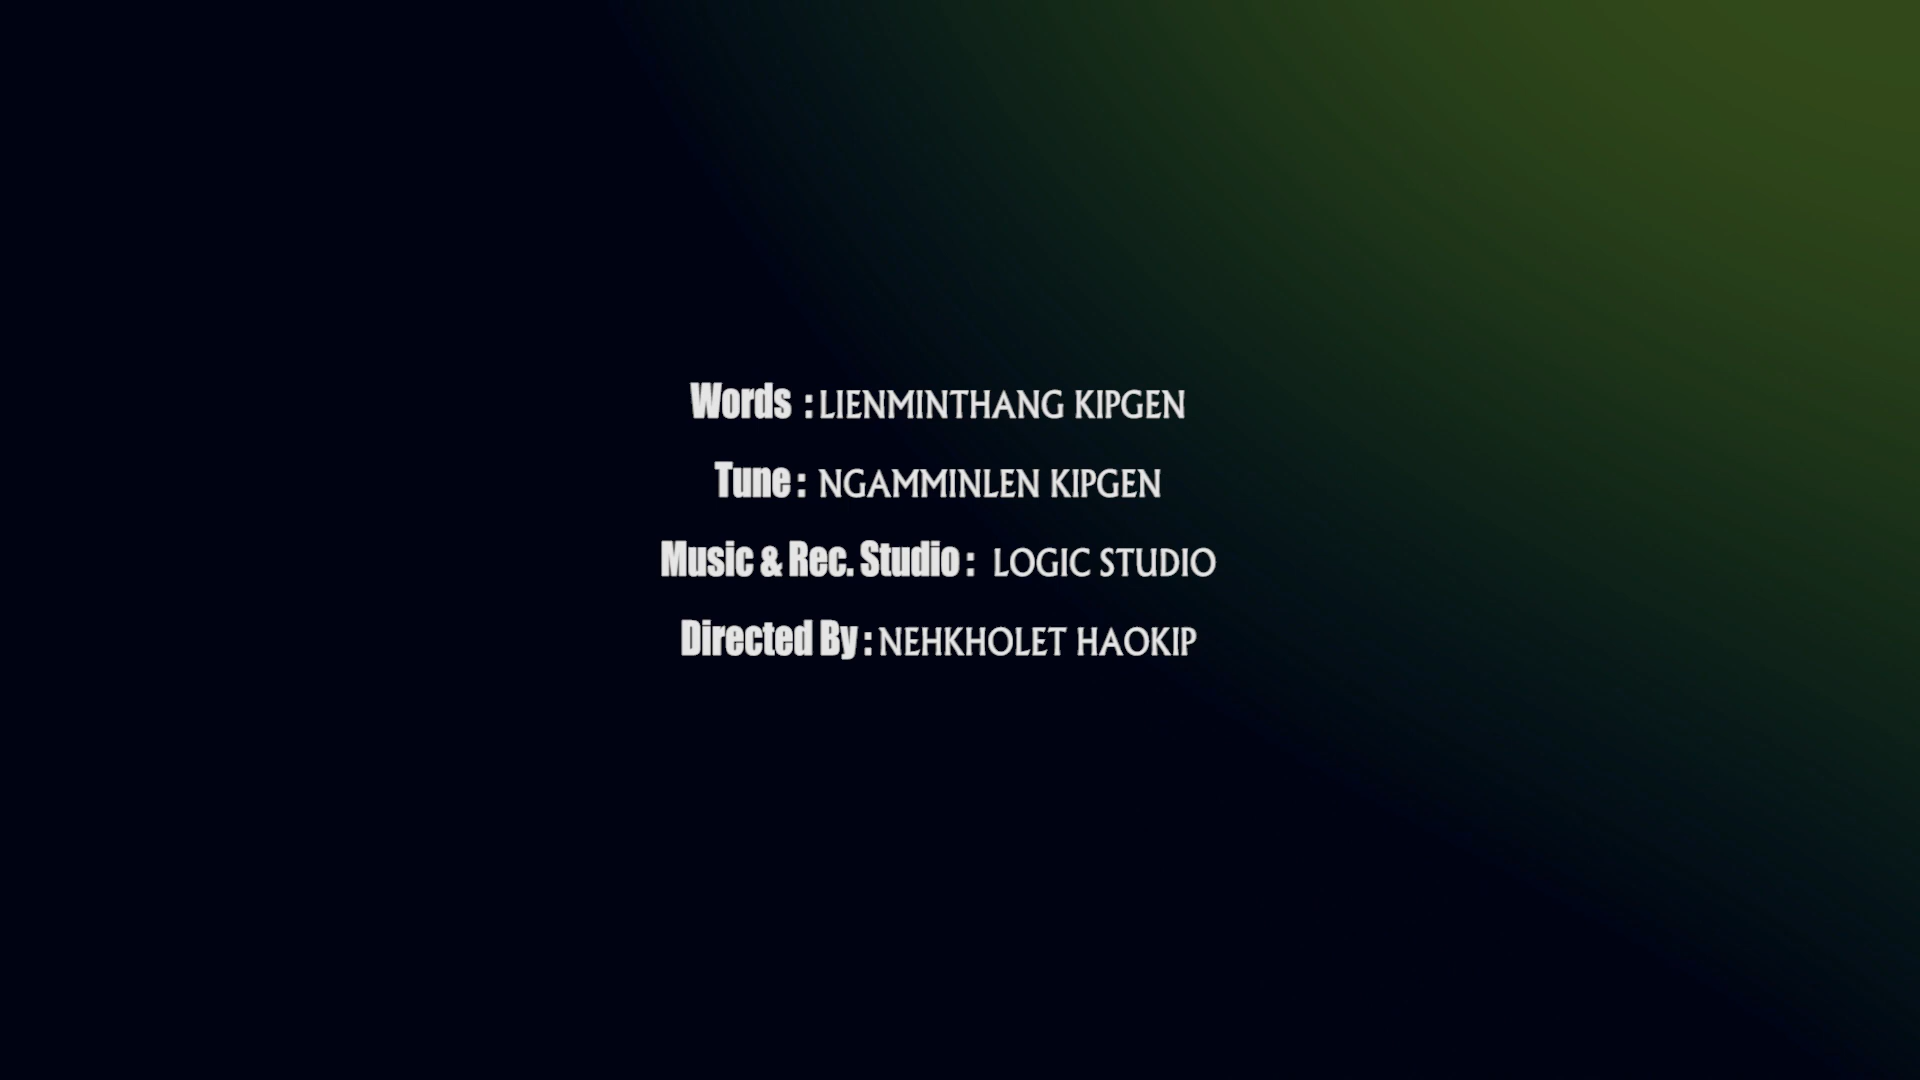 Words : LIENMINTHANG KIPGEN
Tune : NGAMMINLEN KIPGEN
Music & Rec. Studio : LOGIC STUDIO
Directed By : NEHKHOLET HAOKIP